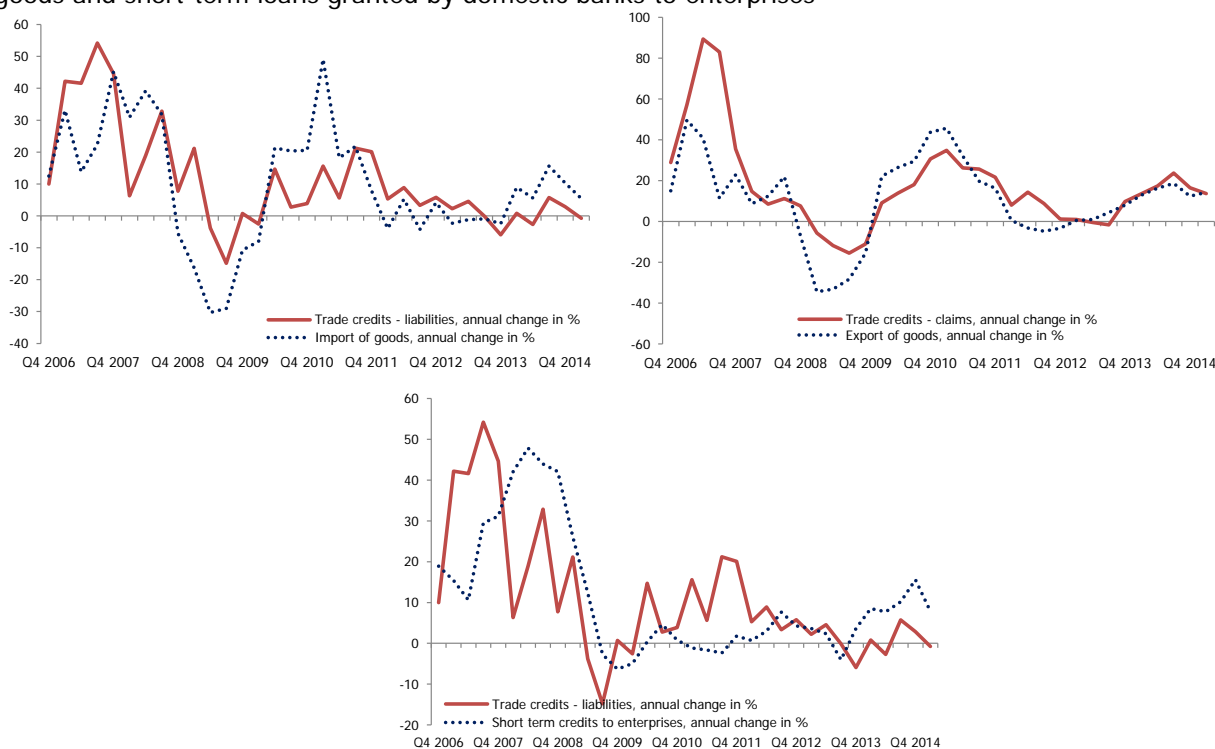 goods and short term loans granted by domestic banks to enterprises
60
50
40
30
20
10
0
-10
-20
-30
-40
Trade credits - liabilities, annual change in %
Import of goods, annual change in %
Q4 2006 Q4 2007 Q4 2008 Q4 2009 Q4 2010 Q4 2011 Q4 2012 Q4 2013 Q4 2014
100
80
60
40
20
0
-20
-40
-60
Trade credits - claims, annual change in %
Export of goods, annual change in %
Q4 2006 Q4 2007 Q4 2008 Q4 2009 Q4 2010 Q4 2011 Q4 2012 Q4 2013 Q4 2014
60
50
40
30
20
10
0
-10
-20
Trade credits - liabilities, annual change in %
Short term credits to enterprises, annual change in %
Q4 2006 Q4 2007 Q4 2008 Q4 2009 Q4 2010 Q4 2011 Q4 2012 Q4 2013 Q4 2014